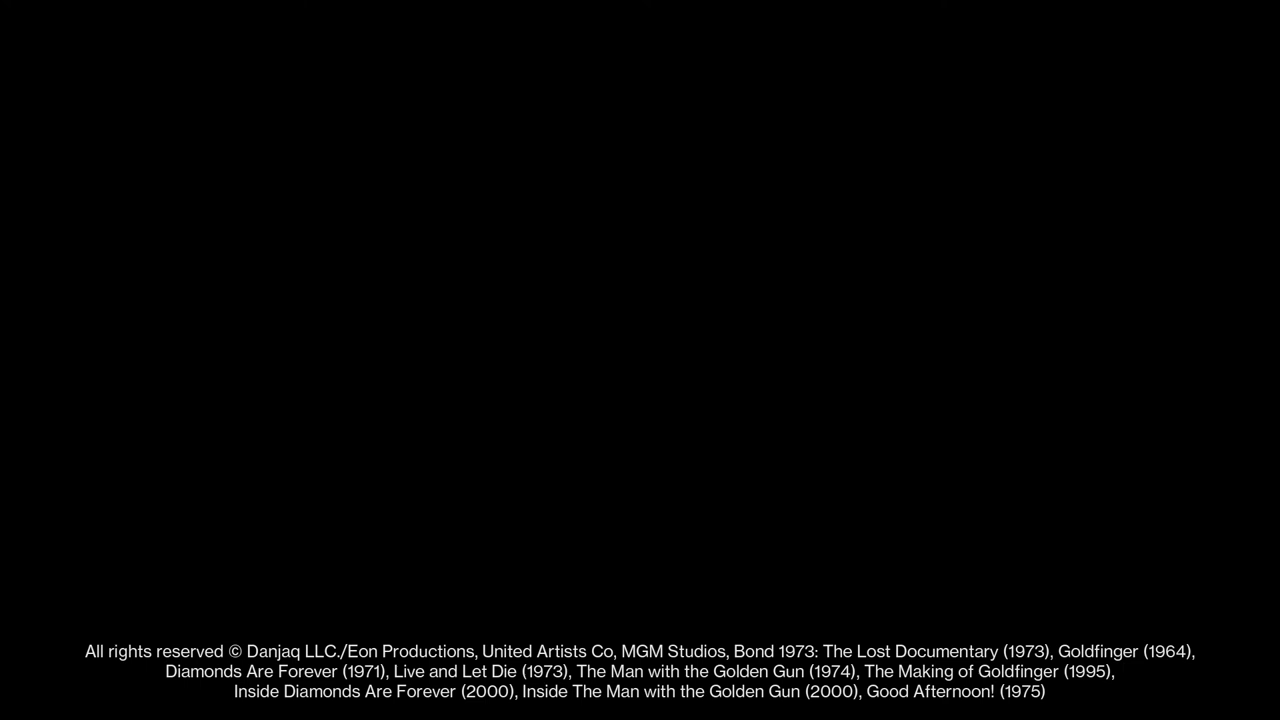 All rights reserved © Danjaq LLC./Eon Productions, United Artists Co, MGM Studios, Bond 1973: The Lost Documentary (1973), Goldfinger (1964),
Diamonds Are Forever (1971), Live and Let Die (1973), The Man with the Golden Gun (1974), The Making of Goldfinger (1995),
Inside Diamonds Are Forever (2000), Inside The Man with the Golden Gun (2000), Good Afternoon! (1975)